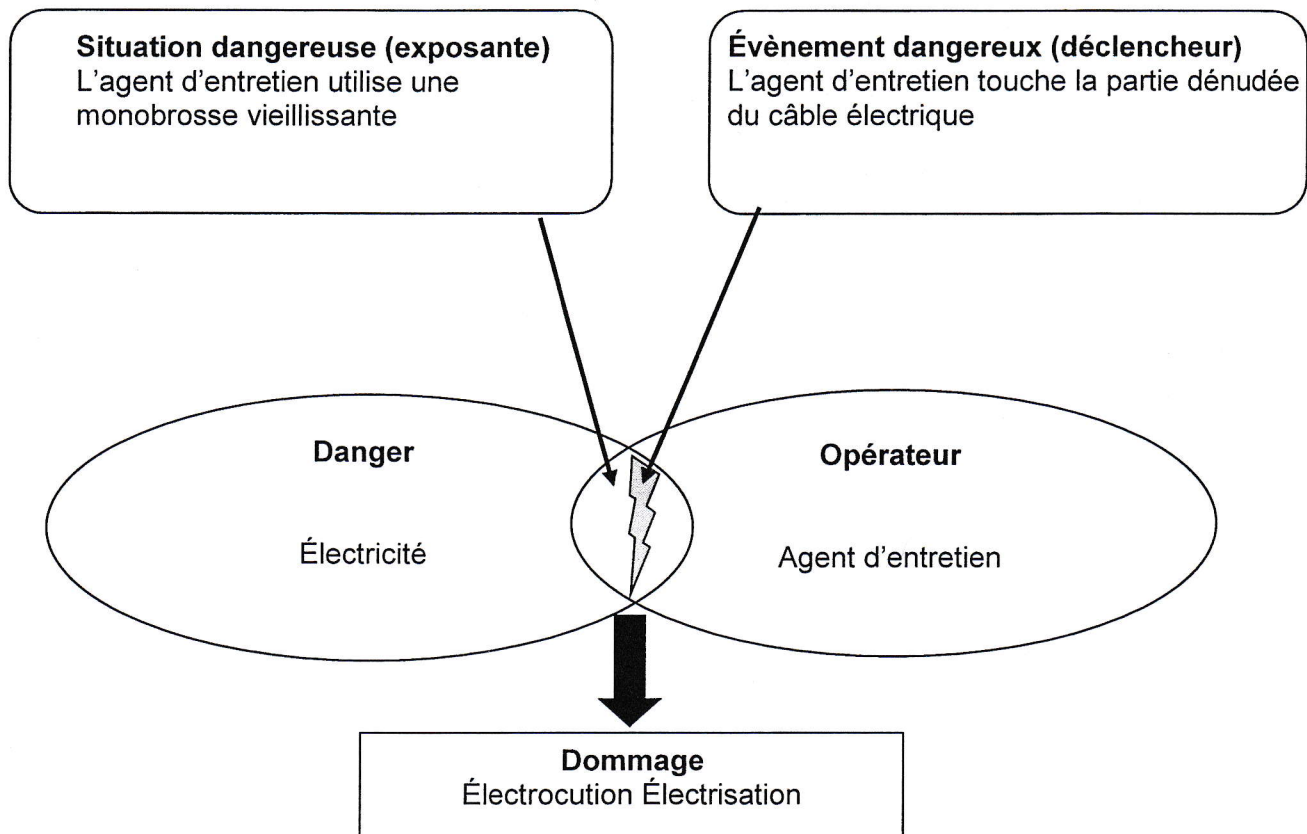 Situation dangereuse (exposante)
L'agent d'entretien utilise une
monobrosse vieillissante
Évènement dangereux (déclencheur)
L'agent d'entretien touche la partie dénudée
du câble électrique
Danger
Électricité
Opérateur
Agent d'entretien
Dommage
Électrocution Électrisation